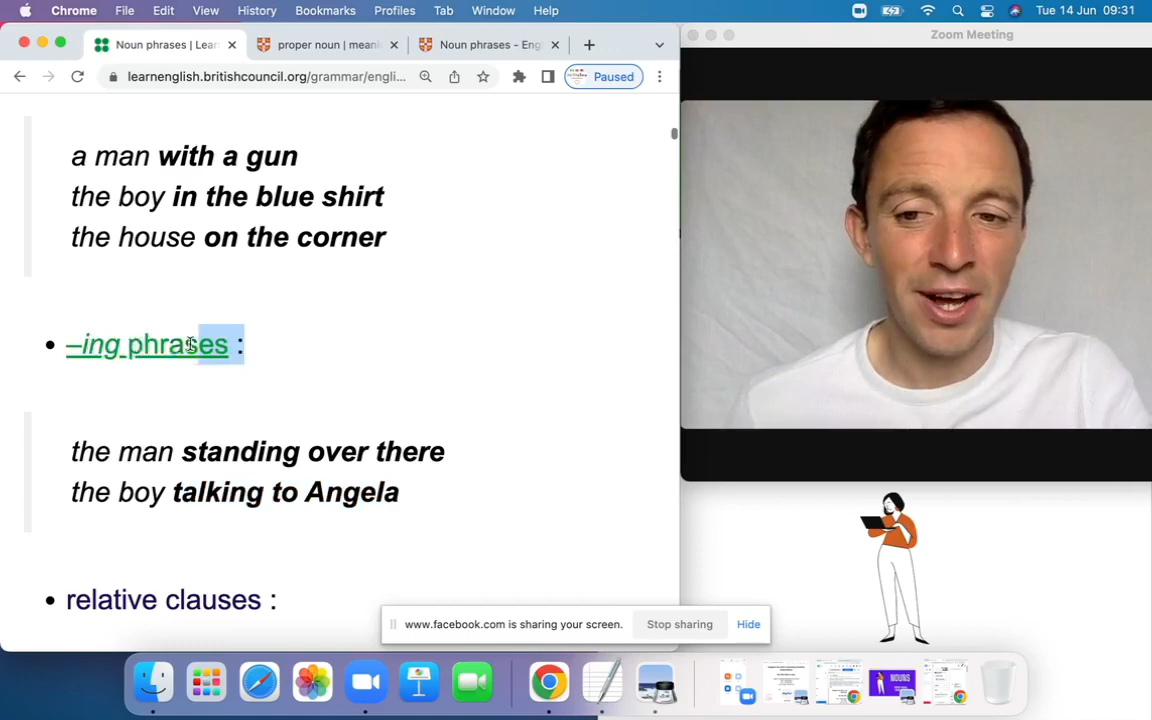 Chrome File Edit View History Bookmarks Profiles Tab Window Help Tue 14 Jun 09:31
Noun phrases | Lear
proper noun | meani
Noun phrases - Eng
Zoom Meeting
learnenglish.britishcouncil.org/grammar/engli...
Paused
a man with a gun
the boy in the blue shirt
the house on the corner
• –ing phrases :
the man standing over there
the boy talking to Angela
• relative clauses :
www.facebook.com is sharing your screen.
Stop sharing
Hide
NOUNS